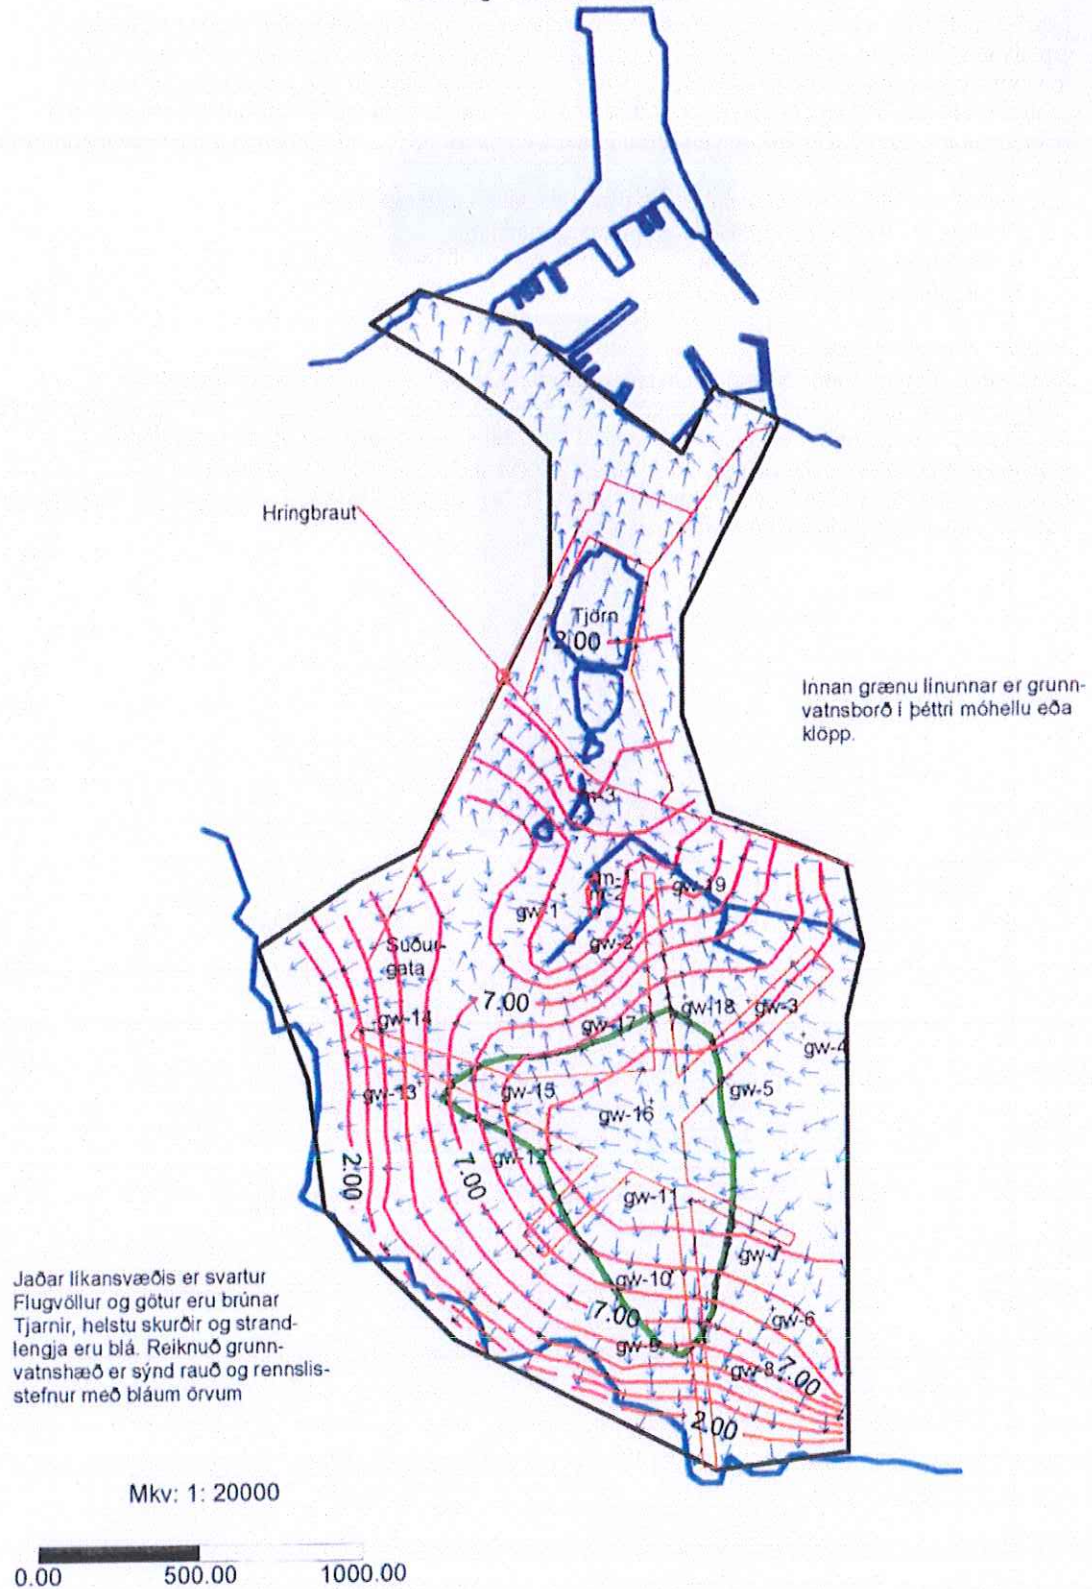 Hringbraut
Tjörn
2.00
Innan grænu línunnar er grunn-
vatnsborð í þéttri móhellu eða
klöpp.
m-3
m-1
m-2
gw-19
gw-1
gw-2
Suður-
gata
7.00
gw-18
gw-3
gw-14
gw-17
gw-4
gw-13
gw-15
gw-5
gw-16
gw-12
2.00
7.00
gw-11
gw-7
Jaðar líkansvæðis er svartur
Flugvöllur og götur eru brúnar
Tjarnir, helstu skurðir og strand-
lengja eru blá. Reiknuð grunn-
vatnshæð er sýnd rauð og rennslis-
stefnur með bláum örvum
gw-10
7.00
gw-6
gw-9
gw-8
7.00
2.00
Mkv: 1: 20000
0.00 500.00 1000.00